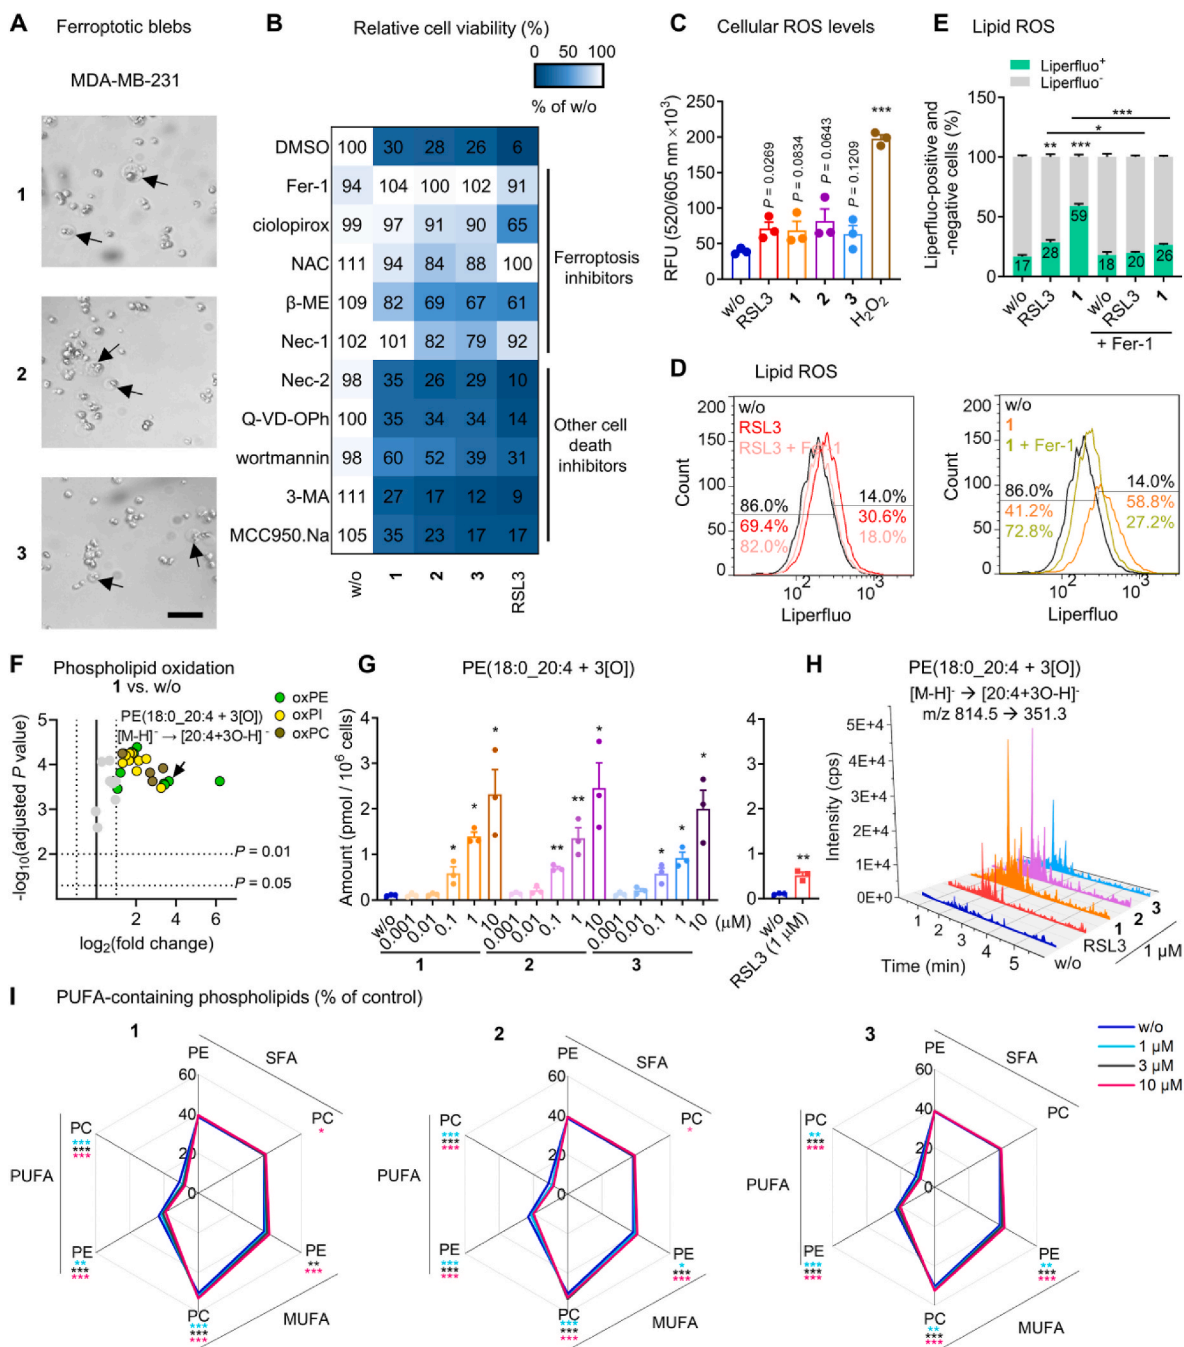 A Ferroptotic blebs
MDA-MB-231
1
2
3
B Relative cell viability (%)
0 50 100
% of w/o
DMSO 100 30 28 26 6
Fer-1 94 104 100 102 91
ciolopirox 99 97 91 90 65
NAC 111 94 84 88 100
β-ME 109 82 69 67 61
Nec-1 102 101 82 79 92
Nec-2 98 35 26 29 10
Q-VD-OPh 100 35 34 34 14
wortmannin 98 60 52 39 31
3-MA 111 27 17 12 9
MCC950.Na 105 35 23 17 17
w/o 1 2 3 RSL3
Ferroptosis
inhibitors
Other cell
death
inhibitors
C Cellular ROS levels
RFU (520/605 nm ×10³)
250
200
150
100
50
0
P = 0.0269
P = 0.0834
P = 0.0643
P = 0.1209
***
w/o RSL3 1 2 3 H₂O₂
E Lipid ROS
Liperfluo⁺
Liperfluo⁻
Liperfluo-positive and
-negative cells (%)
150
100
50
0
***
*
** ***
17 28 59 18 20 26
w/o RSL3 1 w/o RSL3 1
+ Fer-1
D Lipid ROS
Count
200
150
100
50
0
w/o
RSL3
RSL3 + Fer-1
86.0% 14.0%
69.4% 30.6%
82.0% 18.0%
10² 10³
Liperfluo
Count
200
150
100
50
0
w/o
1
1 + Fer-1
86.0% 14.0%
41.2% 58.8%
72.8% 27.2%
10² 10³
Liperfluo
F Phospholipid oxidation
1 vs. w/o
oxPE
oxPI
oxPC
PE(18:0_20:4 + 3[O])
[M-H]⁻ → [20:4+3O-H]⁻
-log₁₀(adjusted P value)
5
4
3
2
P = 0.01
P = 0.05
2 4 6
log₂(fold change)
G PE(18:0_20:4 + 3[O])
Amount (pmol / 10⁶ cells)
4
3
2
1
0
* * * ** ** * * * *
w/o 0.001 0.01 0.1 1 10 0.001 0.01 0.1 1 10 0.001 0.01 0.1 1 10 (μM)
1 2 3
4
3
2
1
0
**
w/o RSL3 (1 μM)
H PE(18:0_20:4 + 3[O])
[M-H]⁻ → [20:4+3O-H]⁻
m/z 814.5 → 351.3
Intensity (cps)
5E+4
4E+4
3E+4
2E+4
1E+4
0E+0
1 2 3 4 5
Time (min)
w/o RSL3 1 2 3
1 μM
I PUFA-containing phospholipids (% of control)
w/o
1 μM
3 μM
10 μM
1
PE
SFA
60
40
20
0
PC
*
PC
***
***
***
PUFA
PE
**
***
***
PE
**
***
PC
***
***
***
MUFA
2
PE
SFA
60
40
20
0
PC
*
PC
***
***
***
PUFA
PE
***
***
***
PE
*
***
***
PC
***
***
***
MUFA
3
PE
SFA
60
40
20
0
PC
PC
**
***
***
PUFA
PE
***
***
***
PE
**
***
***
PC
**
***
***
MUFA